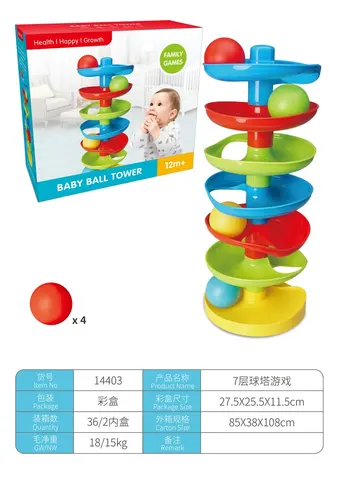 Health | Happy | Growth
FAMILY
GAMES
BABY BALL TOWER
12m+
x 4
货号 14403 产品名称 7层球塔游戏
Item No Product Name
包装 彩盒 彩盒尺寸 27.5X25.5X11.5cm
Package Package Size
装箱数 36/2内盒 外箱规格 85X38X108cm
Quantity Carton Size
毛净重 18/15kg 备注
GW/NW Remark